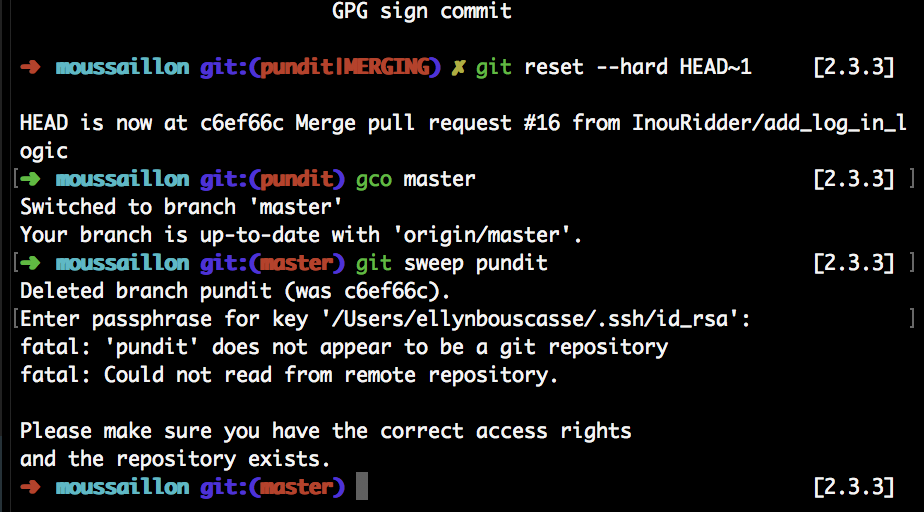 GPG sign commit
➜ moussaillon git:(pundit|MERGING) ✗ git reset --hard HEAD~1 [2.3.3]
HEAD is now at c6ef66c Merge pull request #16 from InouRidder/add_log_in_l
ogic
[➜ moussaillon git:(pundit) gco master [2.3.3] ]
Switched to branch 'master'
Your branch is up-to-date with 'origin/master'.
[➜ moussaillon git:(master) git sweep pundit [2.3.3] ]
Deleted branch pundit (was c6ef66c).
[Enter passphrase for key '/Users/ellynbouscasse/.ssh/id_rsa': ]
fatal: 'pundit' does not appear to be a git repository
fatal: Could not read from remote repository.
Please make sure you have the correct access rights
and the repository exists.
➜ moussaillon git:(master) [2.3.3]